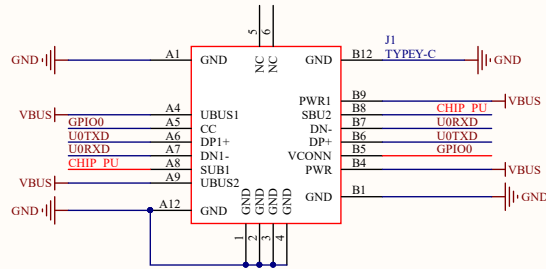 5 6
J1
TYPEY-C
GND A1 GND NC NC GND B12 GND
PWR1 B9 VBUS
VBUS A4 UBUS1 SBU2 B8 CHIP_PU
GPIO0 A5 CC DN- B7 U0RXD
U0TXD A6 DP1+ DP+ B6 U0TXD
U0RXD A7 DN1- VCONN B5 GPIO0
CHIP_PU A8 SUB1 PWR B4 VBUS
VBUS A9 UBUS2
GND A12 GND GND B1 GND
GND GND GND GND
1 2 3 4